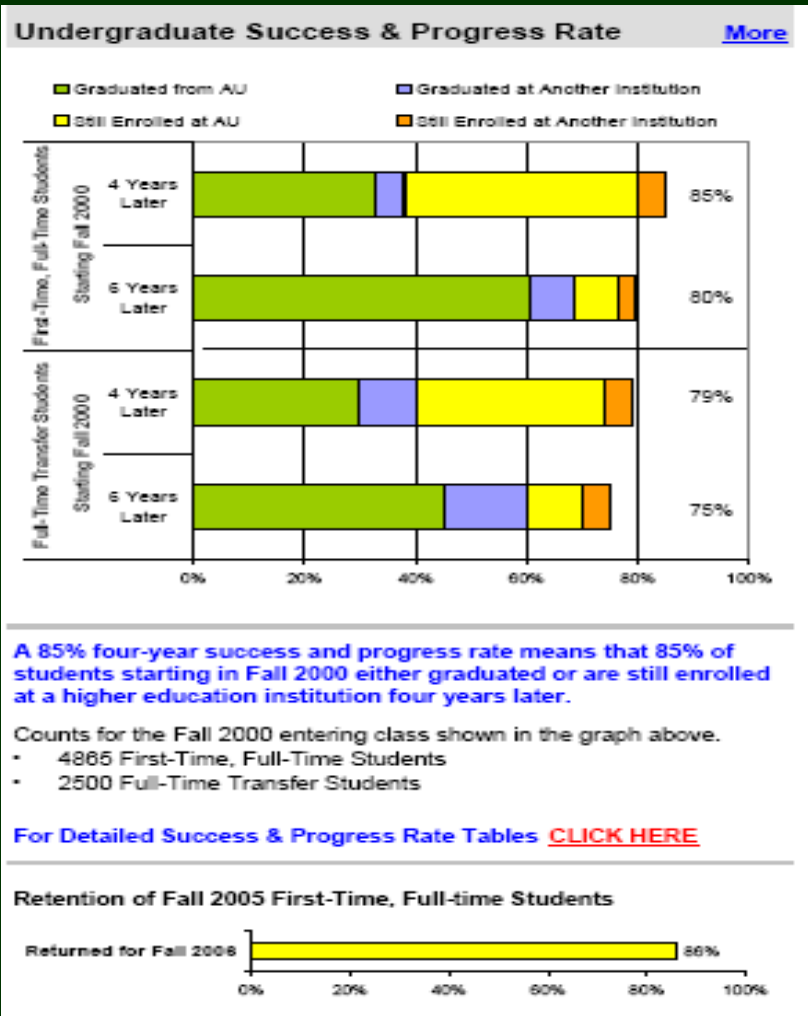 Undergraduate Success & Progress Rate More
Graduated from AU Graduated at Another Institution
Still Enrolled at AU Still Enrolled at Another Institution
First-Time, Full-Time Students
Starting Fall 2000
4 Years
Later
85%
6 Years
Later
80%
Full-Time Transfer Students
Starting Fall 2000
4 Years
Later
79%
6 Years
Later
75%
0% 20% 40% 60% 80% 100%
A 85% four-year success and progress rate means that 85% of
students starting in Fall 2000 either graduated or are still enrolled
at a higher education institution four years later.
Counts for the Fall 2000 entering class shown in the graph above.
• 4865 First-Time, Full-Time Students
• 2500 Full-Time Transfer Students
For Detailed Success & Progress Rate Tables CLICK HERE
Retention of Fall 2005 First-Time, Full-time Students
Returned for Fall 2006 86%
0% 20% 40% 60% 80% 100%